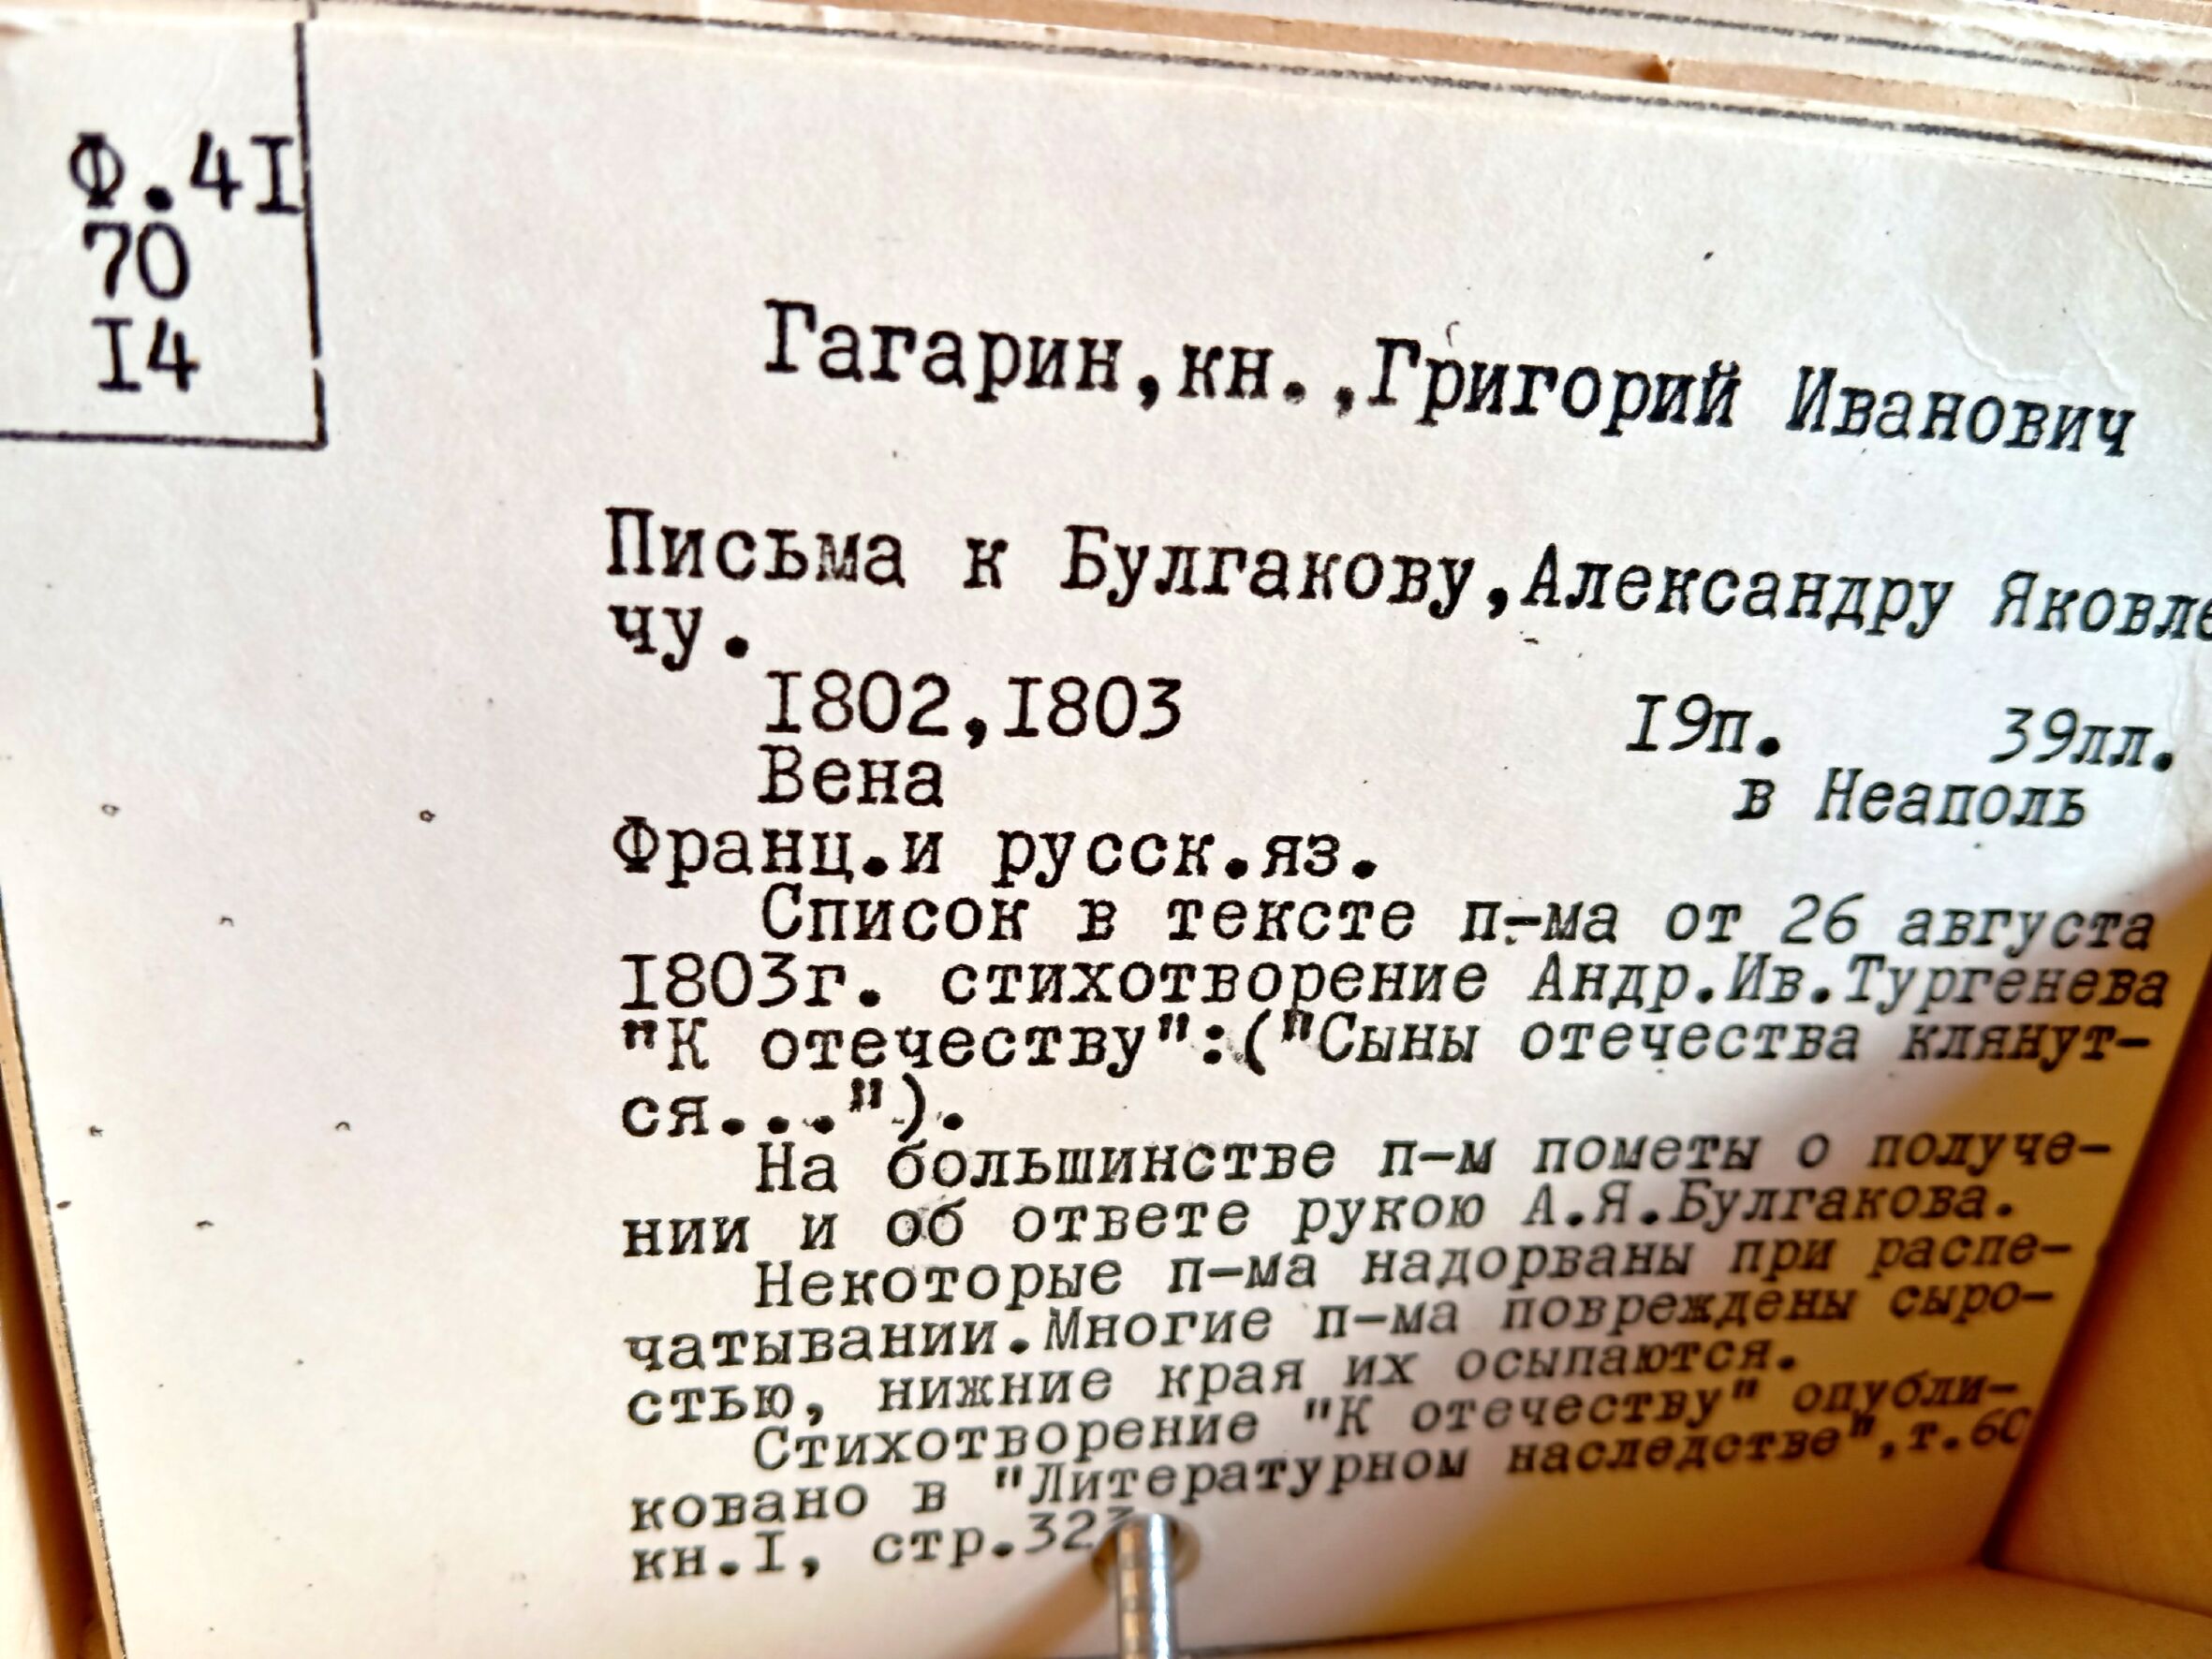 Ф.4I
70
I4
Гагарин,кн.,Григорий Иванович
Письма к Булгакову,Александру Яковле
чу.
I802,I803 I9п. 39лл.
Вена в Неаполь
Франц.и русск.яз.
Список в тексте п-ма от 26 августа
I803г. стихотворение Андр.Ив.Тургенева
"К отечеству":("Сыны отечества клянут-
ся...").
На большинстве п-м пометы о получе-
нии и об ответе рукою А.Я.Булгакова.
Некоторые п-ма надорваны при распе-
чатывании.Многие п-ма повреждены сыро-
стью, нижние края их осыпаются.
Стихотворение "К отечеству" опубли-
ковано в "Литературном наследстве",т.60
кн.I, стр.32